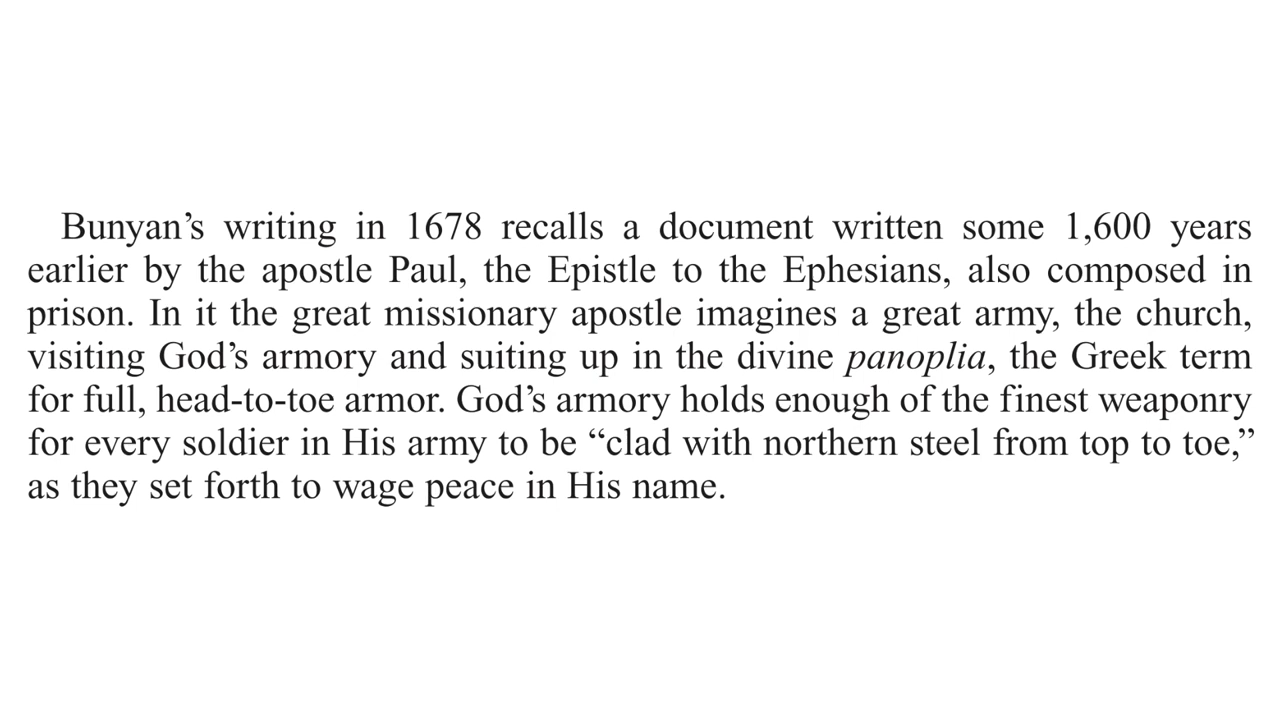 Bunyan’s writing in 1678 recalls a document written some 1,600 years
earlier by the apostle Paul, the Epistle to the Ephesians, also composed in
prison. In it the great missionary apostle imagines a great army, the church,
visiting God’s armory and suiting up in the divine panoplia, the Greek term
for full, head-to-toe armor. God’s armory holds enough of the finest weaponry
for every soldier in His army to be “clad with northern steel from top to toe,”
as they set forth to wage peace in His name.